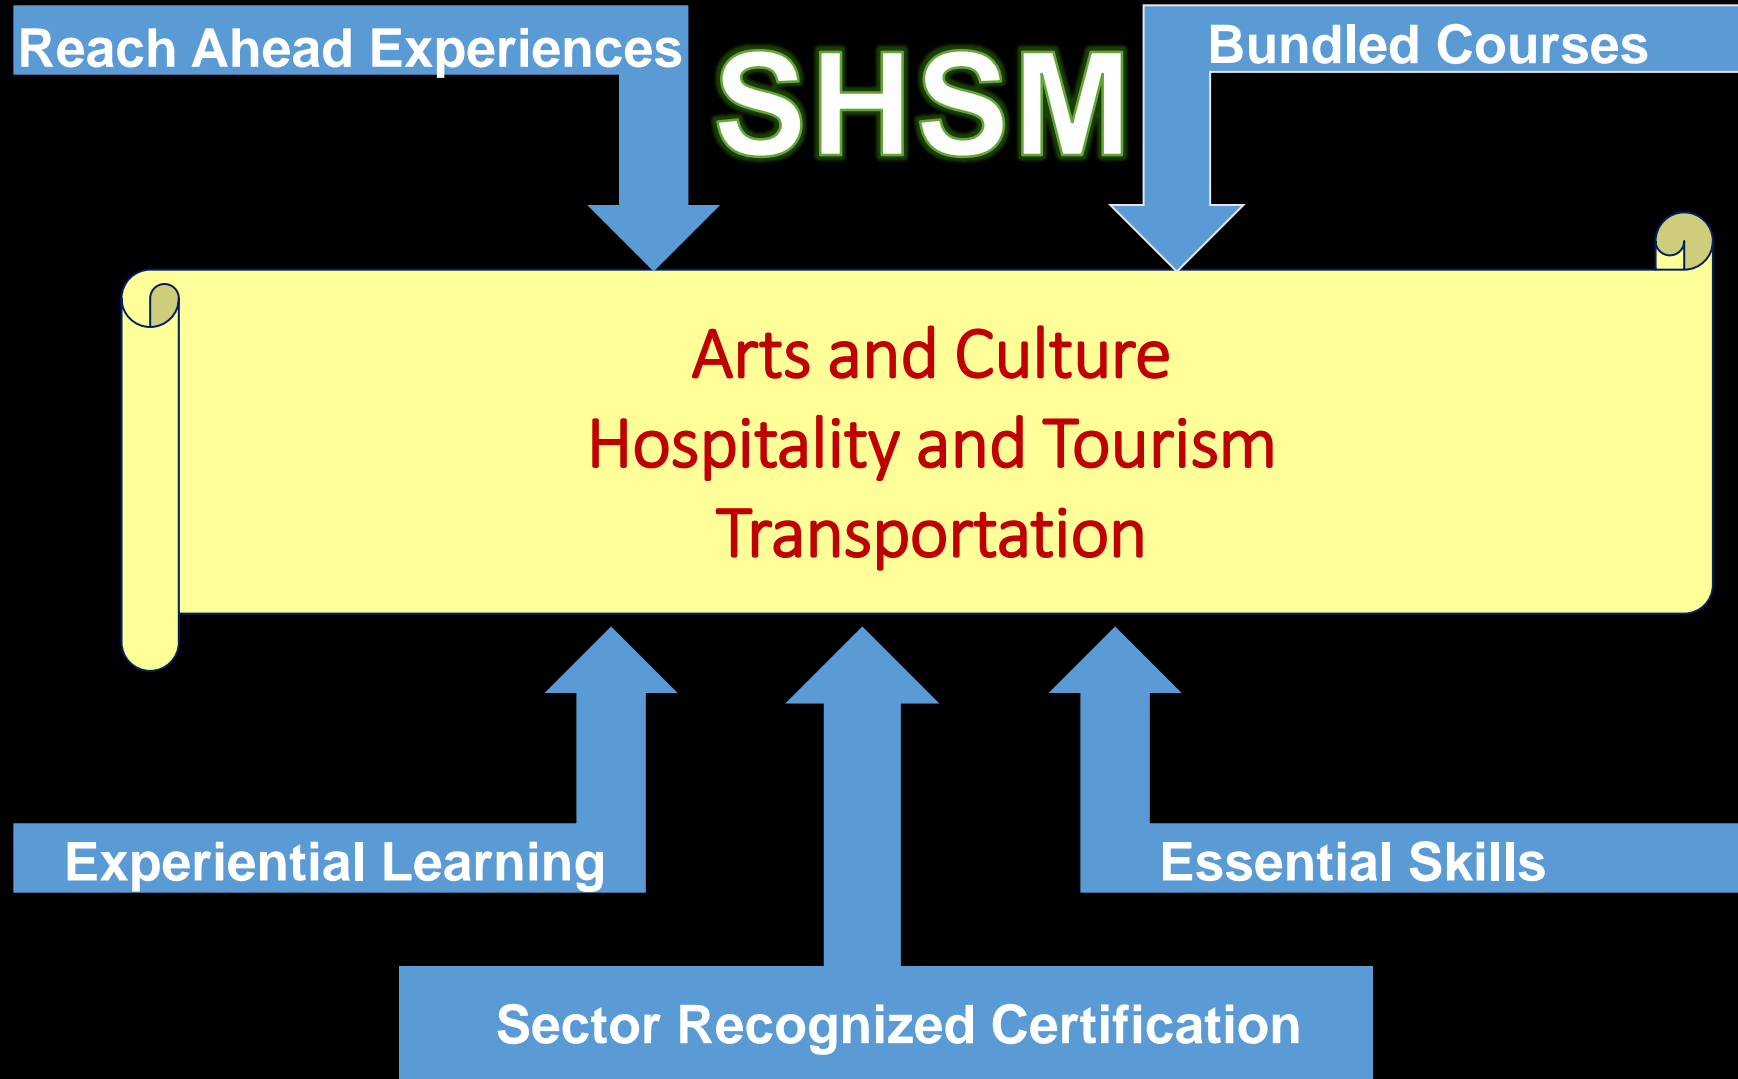 Reach Ahead Experiences
SHSM
Bundled Courses
Arts and Culture
Hospitality and Tourism
Transportation
Experiential Learning
Essential Skills
Sector Recognized Certification